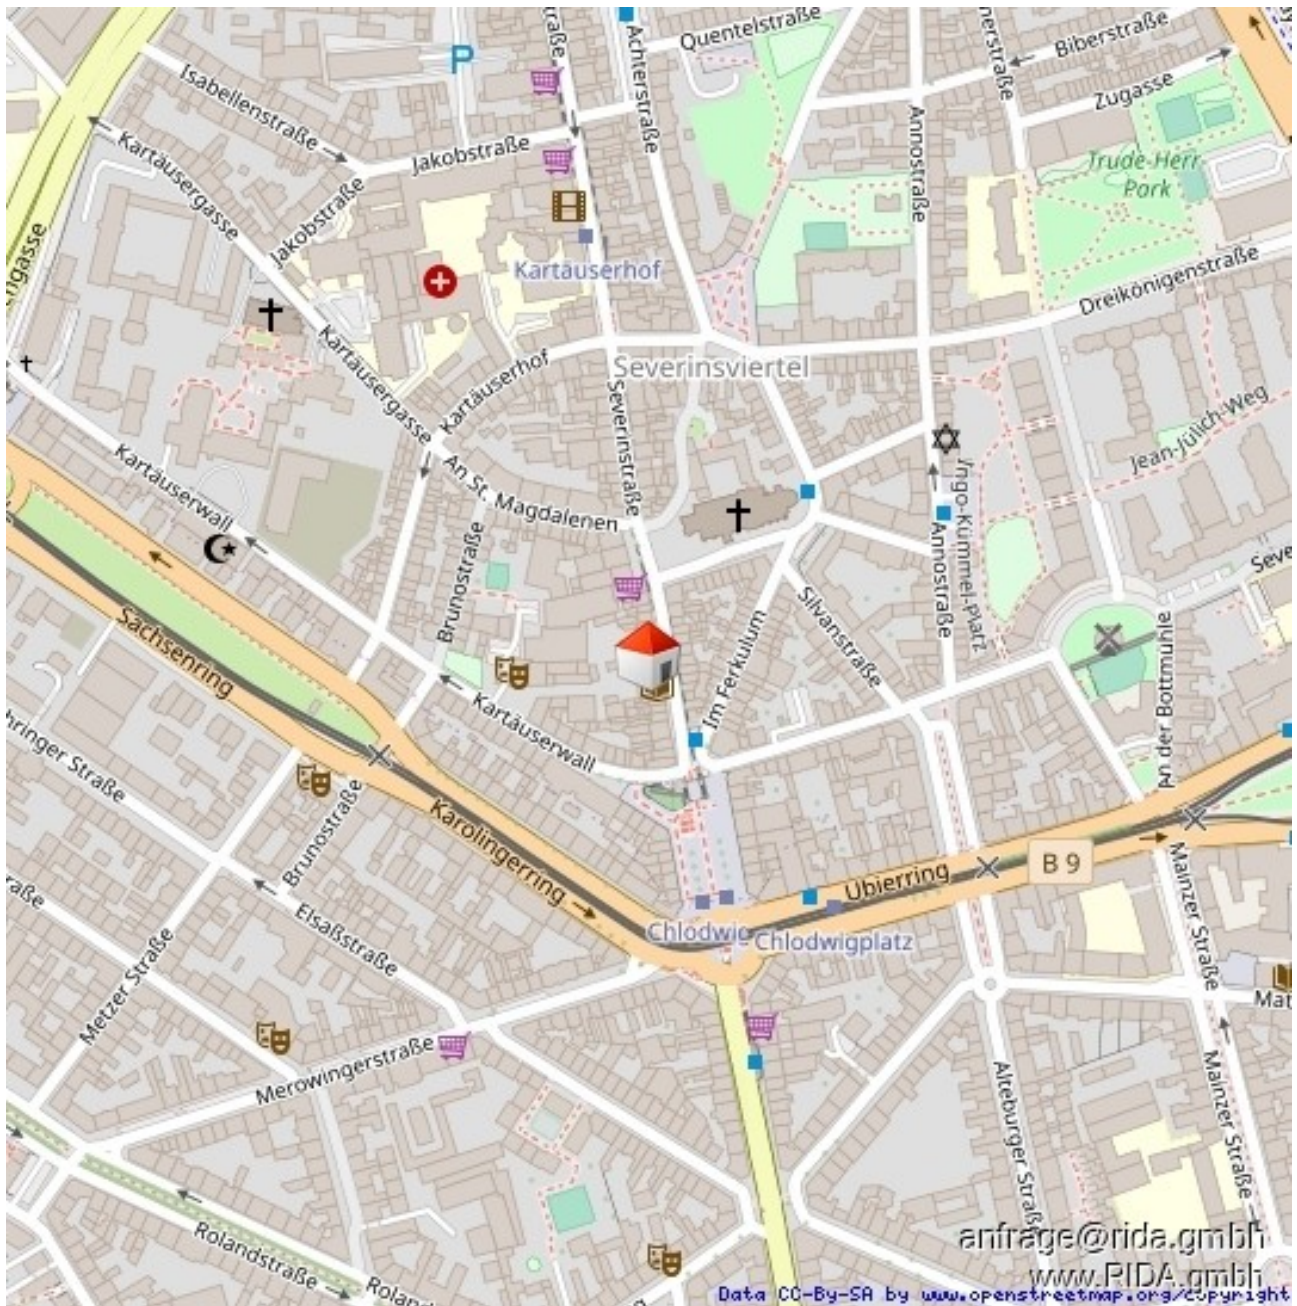 Achterstraße
Quentelstraße
Biberstraße
Isabellenstraße
P
Zugasse
Kartäusergasse
Jakobstraße
Annostraße
Trude-Herr
Park
Jakobstraße
Kartäuserhof
Dreikönigenstraße
Kartäusergasse
Kartäuserhof
Severinsviertel
Severinstraße
Jean-Jülich-Weg
Kartäuserwall
An St. Magdalenen
Ingo-Kümmel-Platz
Annostraße
Brunostraße
Silvanstraße
Sachsenring
Im Ferkulum
An der Bottmühle
Kartäuserwall
Karolingerring
Brunostraße
Ubierring
B 9
Elsaßstraße
Chlodwigplatz
Mainzer Straße
Metzer Straße
Merowingerstraße
Alteburger Straße
Mainzer Straße
Rolandstraße
anfrage@rida.gmbh
www.RIDA.gmbh
Data CC-By-SA by www.openstreetmap.org/copyright